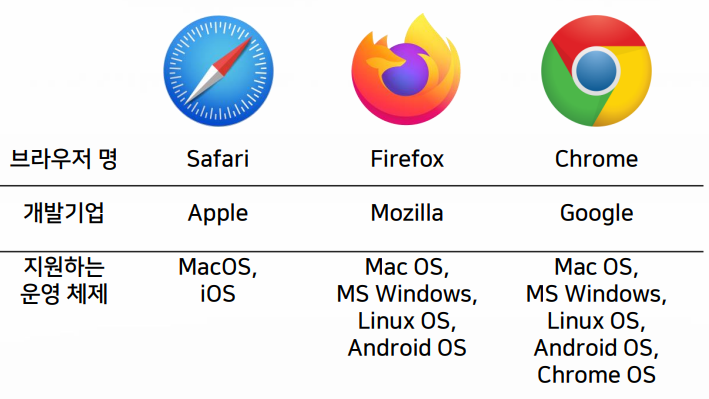 브라우저 명 Safari Firefox Chrome
개발기업 Apple Mozilla Google
지원하는 MacOS, Mac OS, Mac OS,
운영 체제 iOS MS Windows, MS Windows,
Linux OS, Linux OS,
Android OS Android OS,
Chrome OS